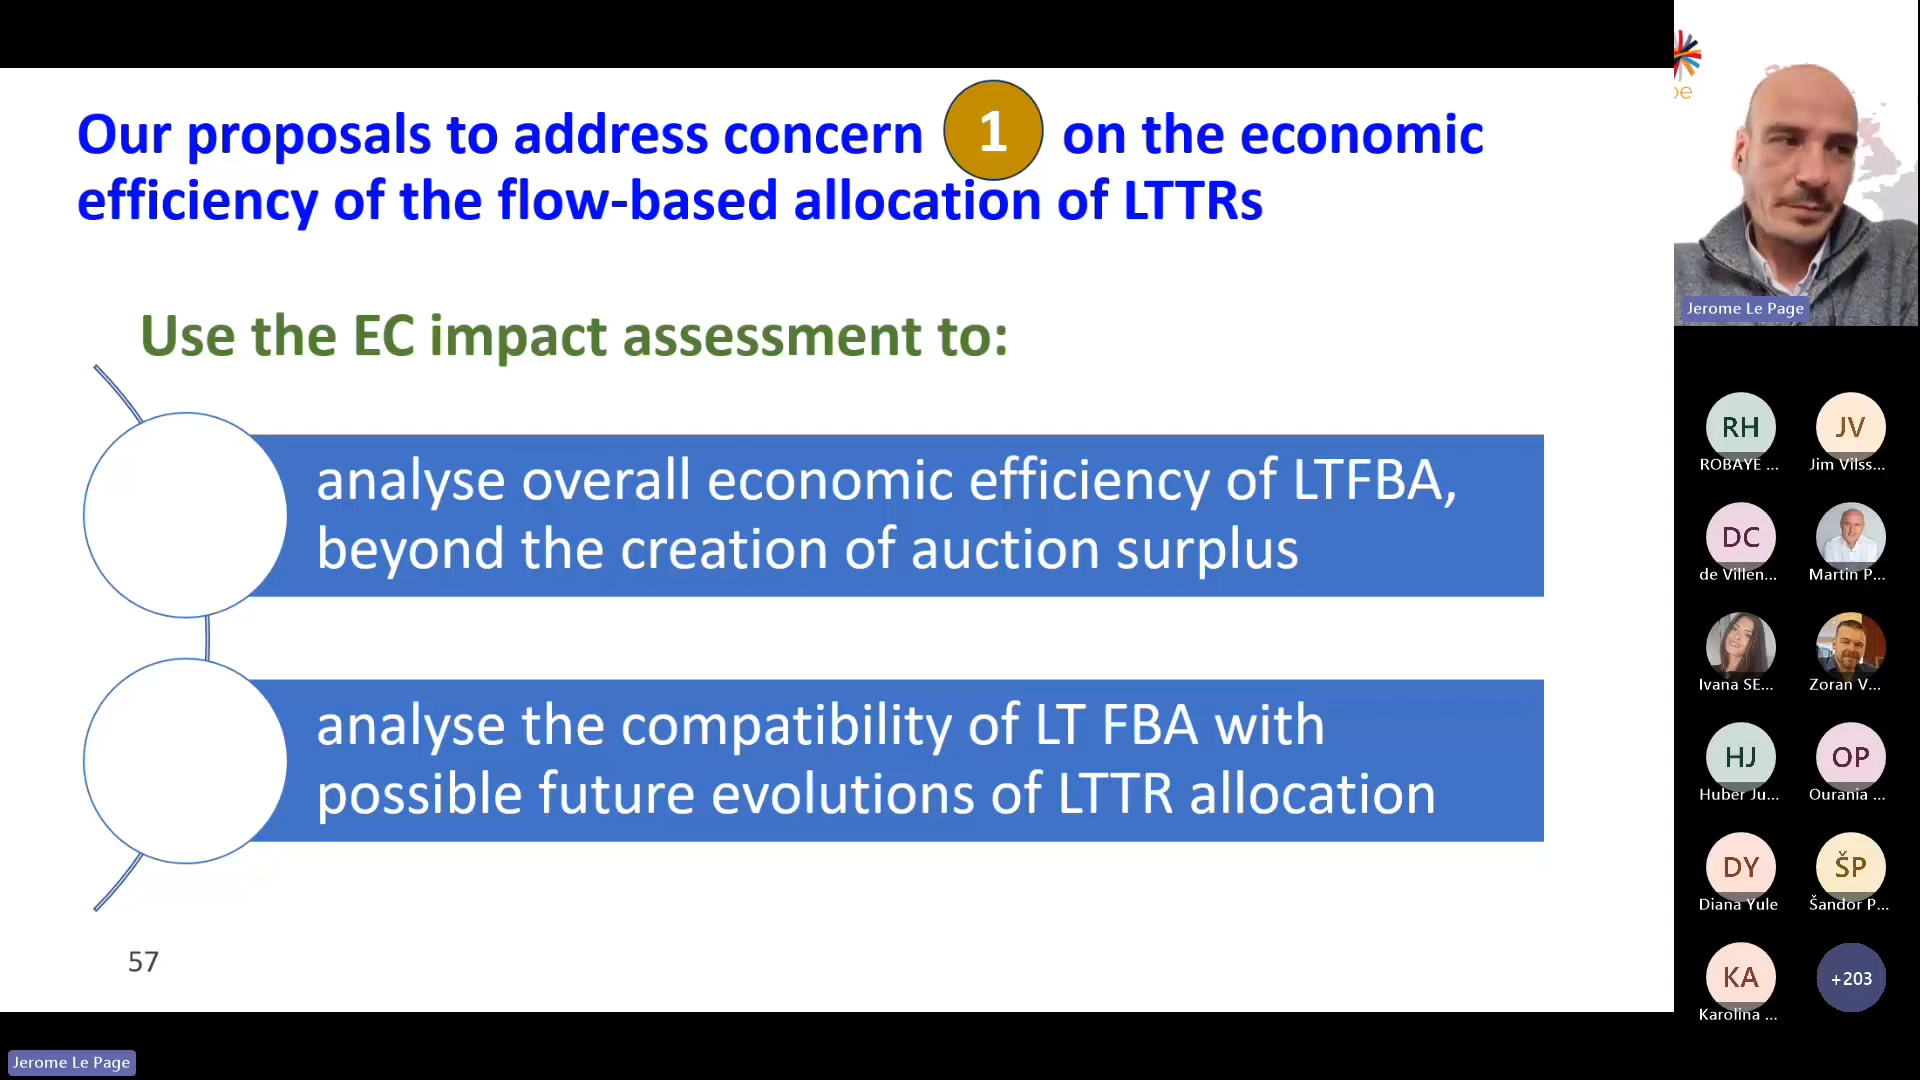 Our proposals to address concern 1 on the economic
efficiency of the flow-based allocation of LTTRs
Use the EC impact assessment to:
analyse overall economic efficiency of LTFBA,
beyond the creation of auction surplus
analyse the compatibility of LT FBA with
possible future evolutions of LTTR allocation
57
Jerome Le Page
pe
Jerome Le Page
RH
JV
ROBAYE ...
Jim Vilss...
DC
de Villen...
Martin P...
Ivana SE...
Zoran V...
HJ
OP
Huber Ju...
Ourania ...
DY
ŠP
Diana Yule
Šandor P...
KA
+203
Karolina ...